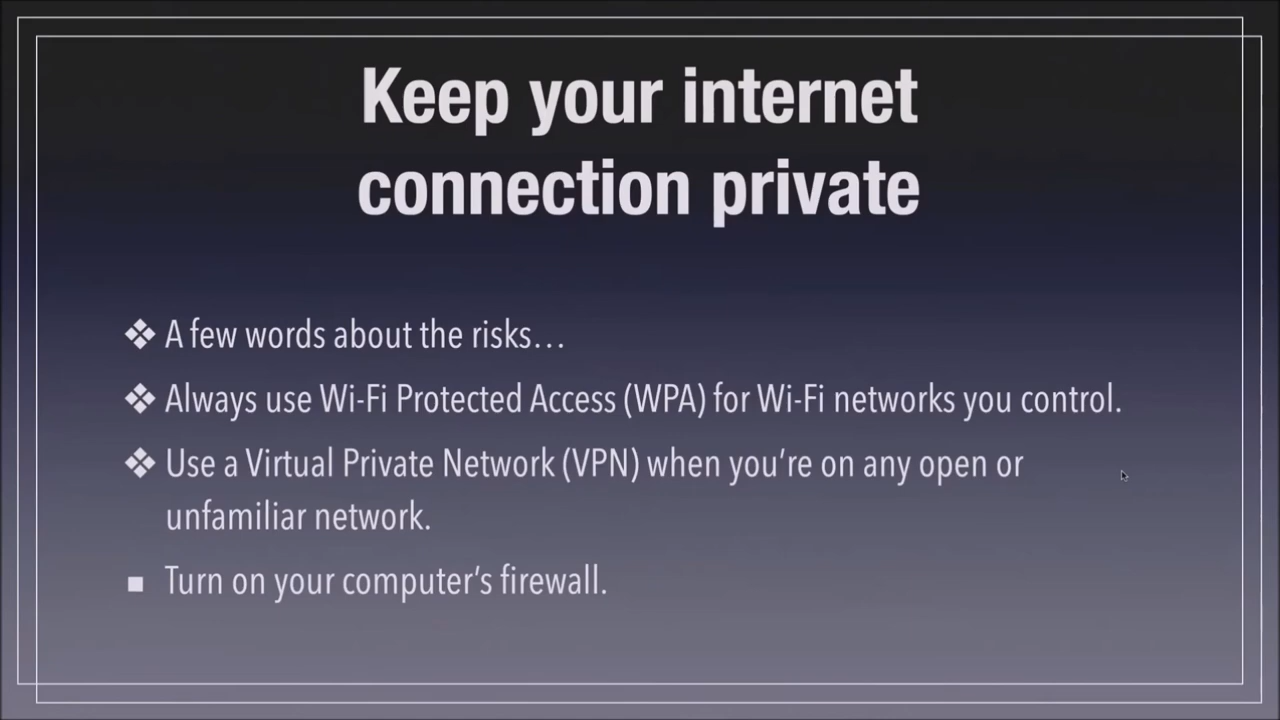 Keep your internet
connection private
❖ A few words about the risks…
❖ Always use Wi-Fi Protected Access (WPA) for Wi-Fi networks you control.
❖ Use a Virtual Private Network (VPN) when you’re on any open or
unfamiliar network.
▪ Turn on your computer’s firewall.